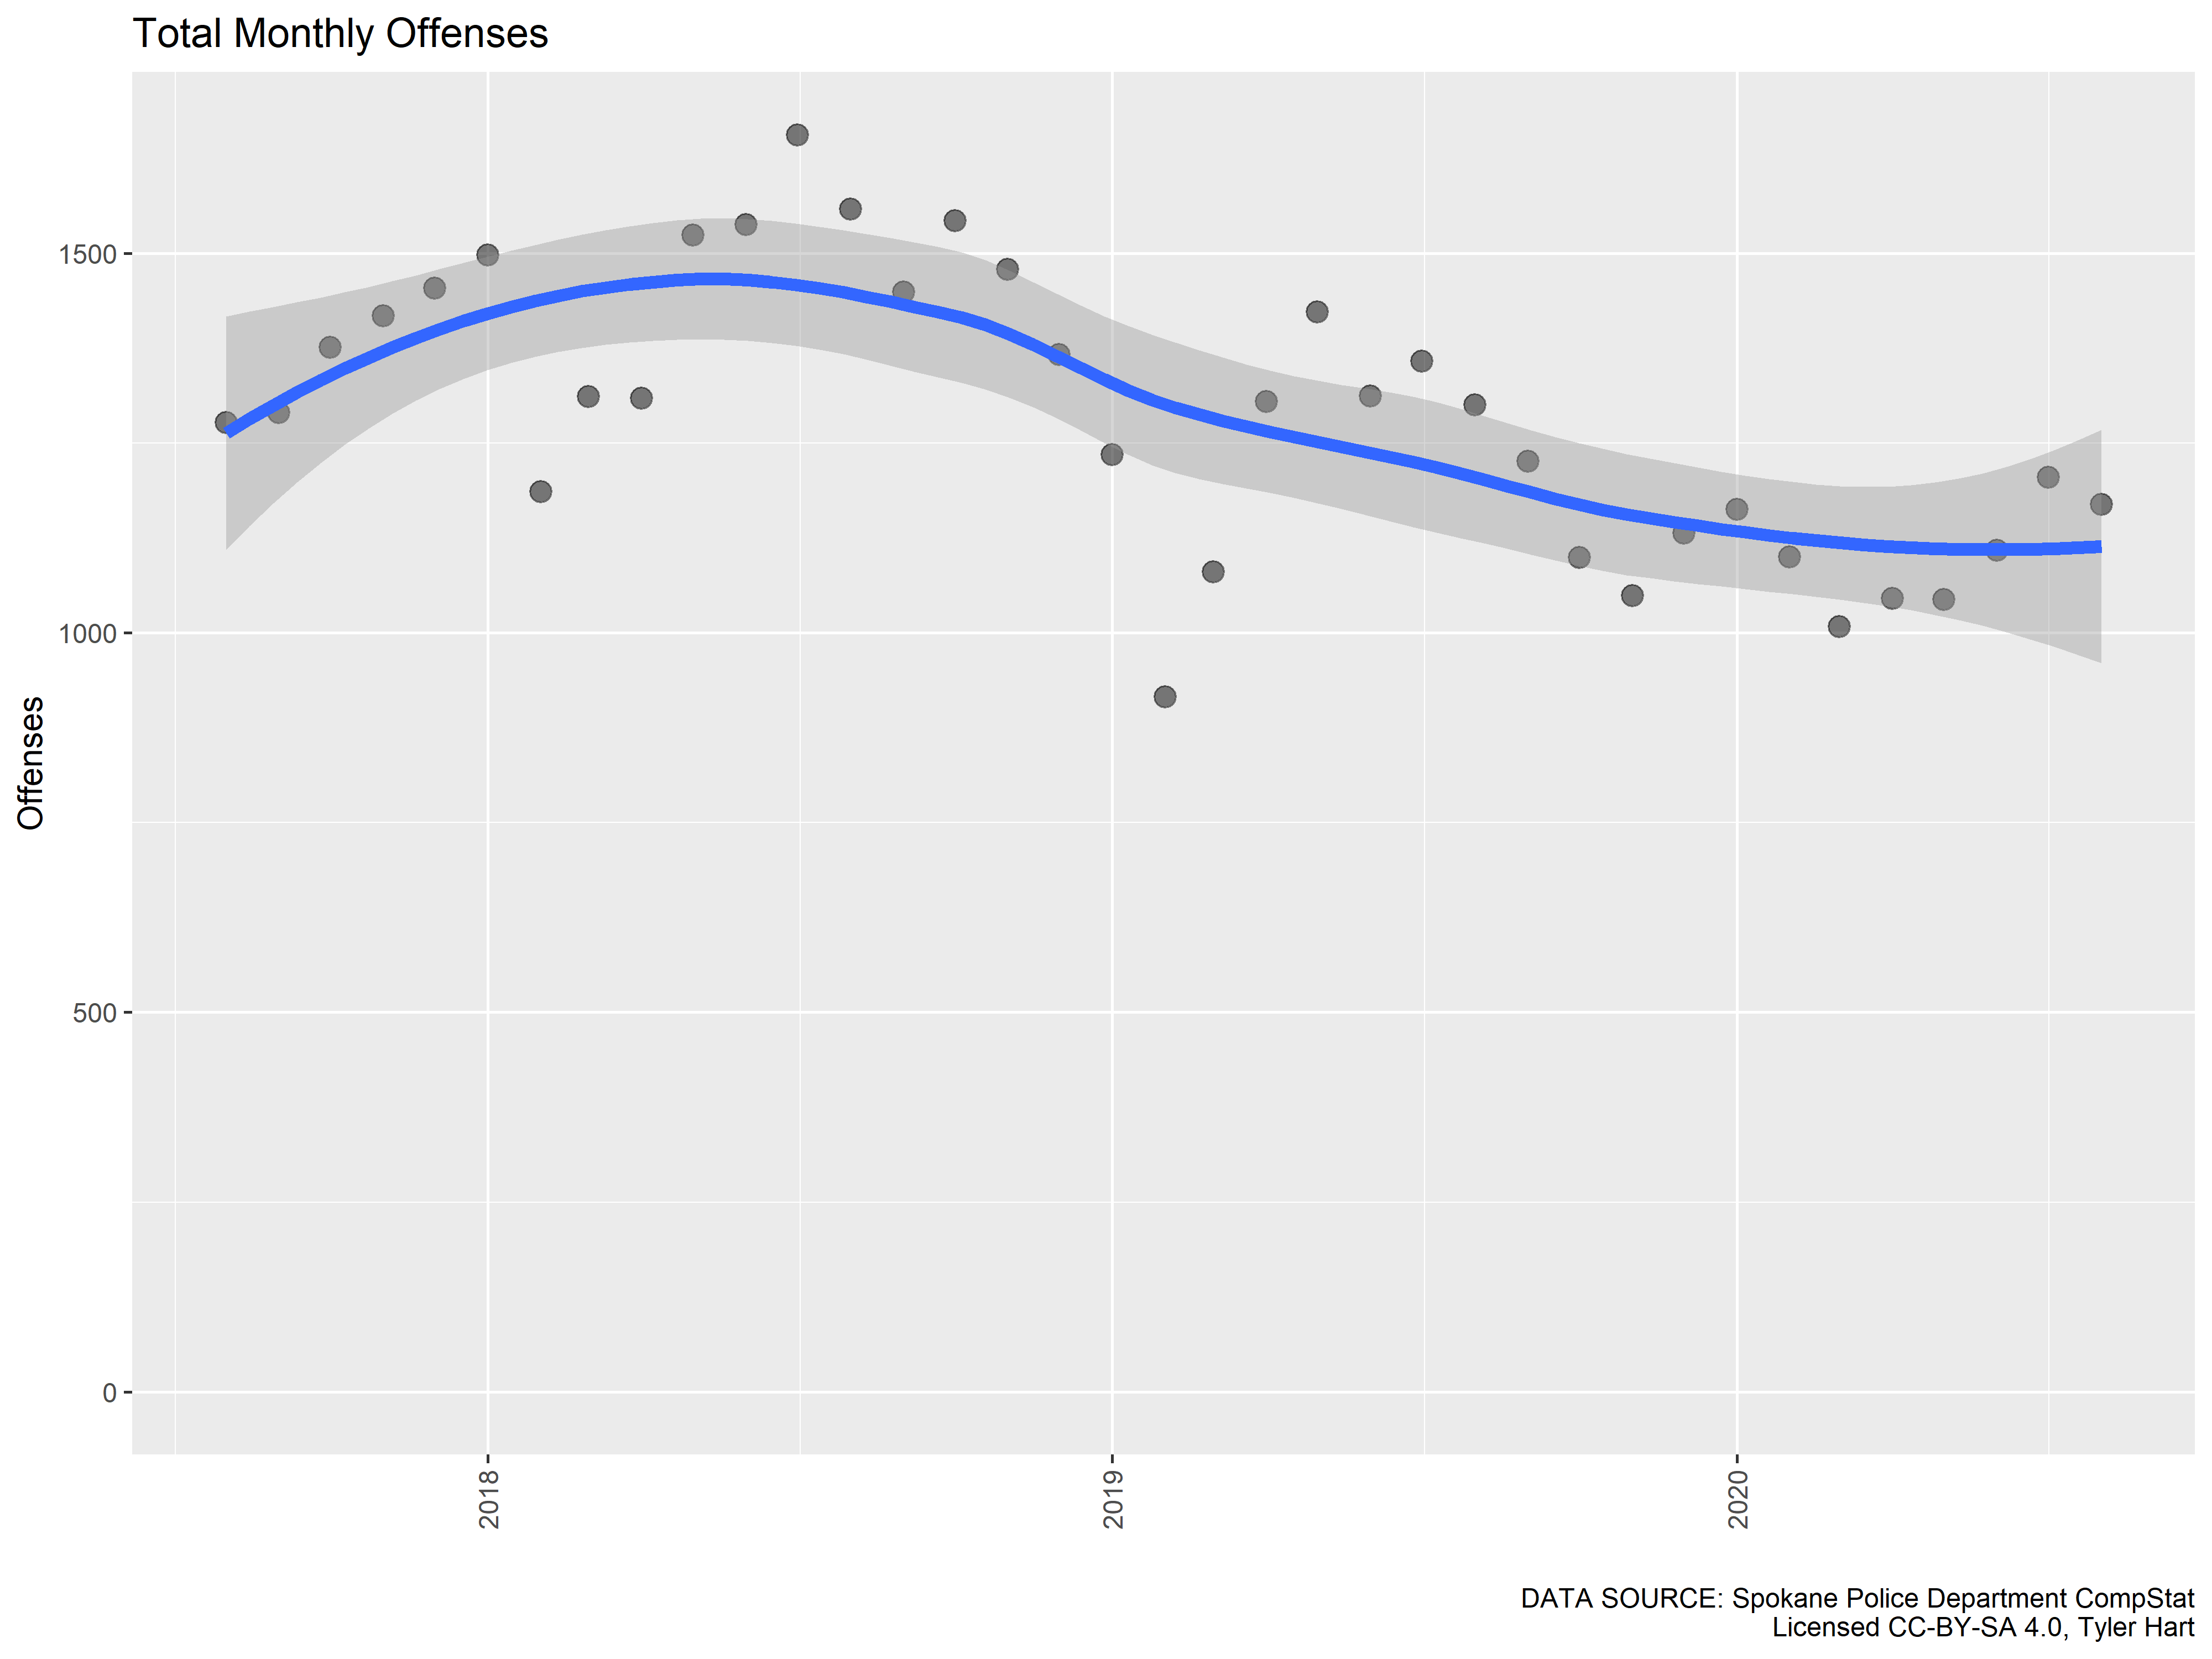 Total Monthly Offenses
Offenses
1500
1000
500
0
2018
2019
2020
DATA SOURCE: Spokane Police Department CompStat
Licensed CC-BY-SA 4.0, Tyler Hart